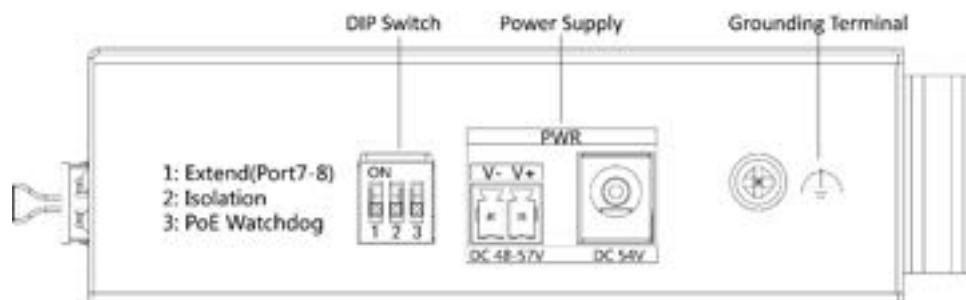 DIP Switch Power Supply Grounding Terminal
PWR
1: Extend(Port7-8)
2: Isolation
3: PoE Watchdog
ON
1 2 3
V- V+
DC 48-57V DC 54V